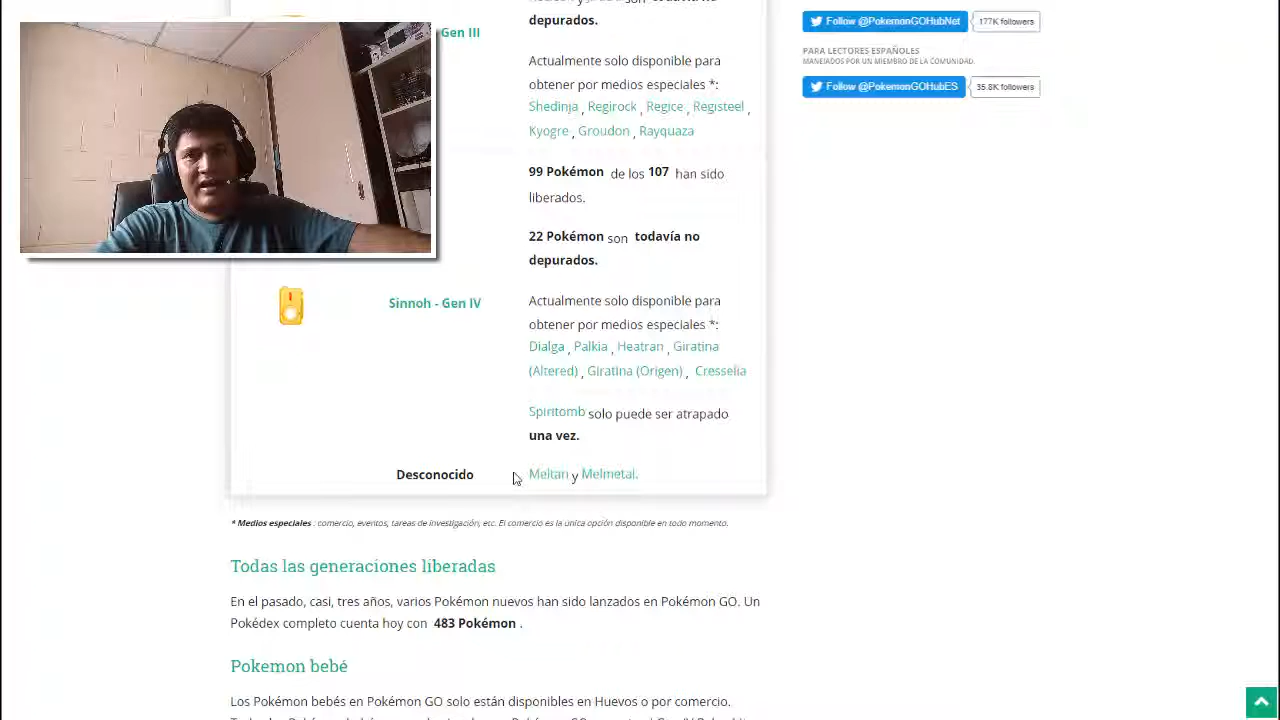 son todavía no
depurados.
Gen III
Actualmente solo disponible para
obtener por medios especiales *:
Shedinja , Regirock , Regice , Registeel ,
Kyogre , Groudon , Rayquaza
99 Pokémon de los 107 han sido
liberados.
22 Pokémon son todavía no
depurados.
Sinnoh - Gen IV
Actualmente solo disponible para
obtener por medios especiales *:
Dialga , Palkia , Heatran , Giratina
(Altered) , Giratina (Origen) , Cresselia
Spiritomb solo puede ser atrapado
una vez.
Desconocido
Meltan y Melmetal.
* Medios especiales : comercio, eventos, tareas de investigación, etc. El comercio es la unica opción disponible en todo momento.
Todas las generaciones liberadas
En el pasado, casi, tres años, varios Pokémon nuevos han sido lanzados en Pokémon GO. Un
Pokédex completo cuenta hoy con 483 Pokémon .
Pokemon bebé
Los Pokémon bebés en Pokémon GO solo están disponibles en Huevos o por comercio.
Follow @PokemonGOHubNet
177K followers
PARA LECTORES ESPAÑOLES
MANEJADOS POR UN MIEMBRO DE LA COMUNIDAD.
Follow @PokemonGOHubES
35.8K followers